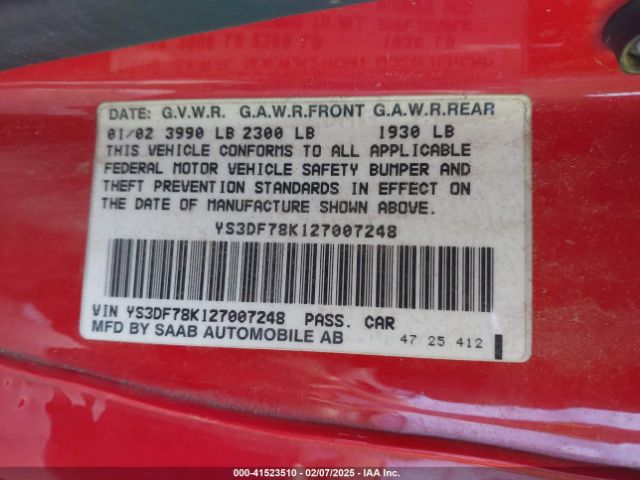 DATE: G.V.W.R. G.A.W.R.FRONT G.A.W.R.REAR
01/02 3990 LB 2300 LB 1930 LB
THIS VEHICLE CONFORMS TO ALL APPLICABLE
FEDERAL MOTOR VEHICLE SAFETY BUMPER AND
THEFT PREVENTION STANDARDS IN EFFECT ON
THE DATE OF MANUFACTURE SHOWN ABOVE.
YS3DF78K127007248
VIN YS3DF78K127007248 PASS. CAR
MFD BY SAAB AUTOMOBILE AB 47 25 412
000-41523510 - 02/07/2025 - IAA Inc.